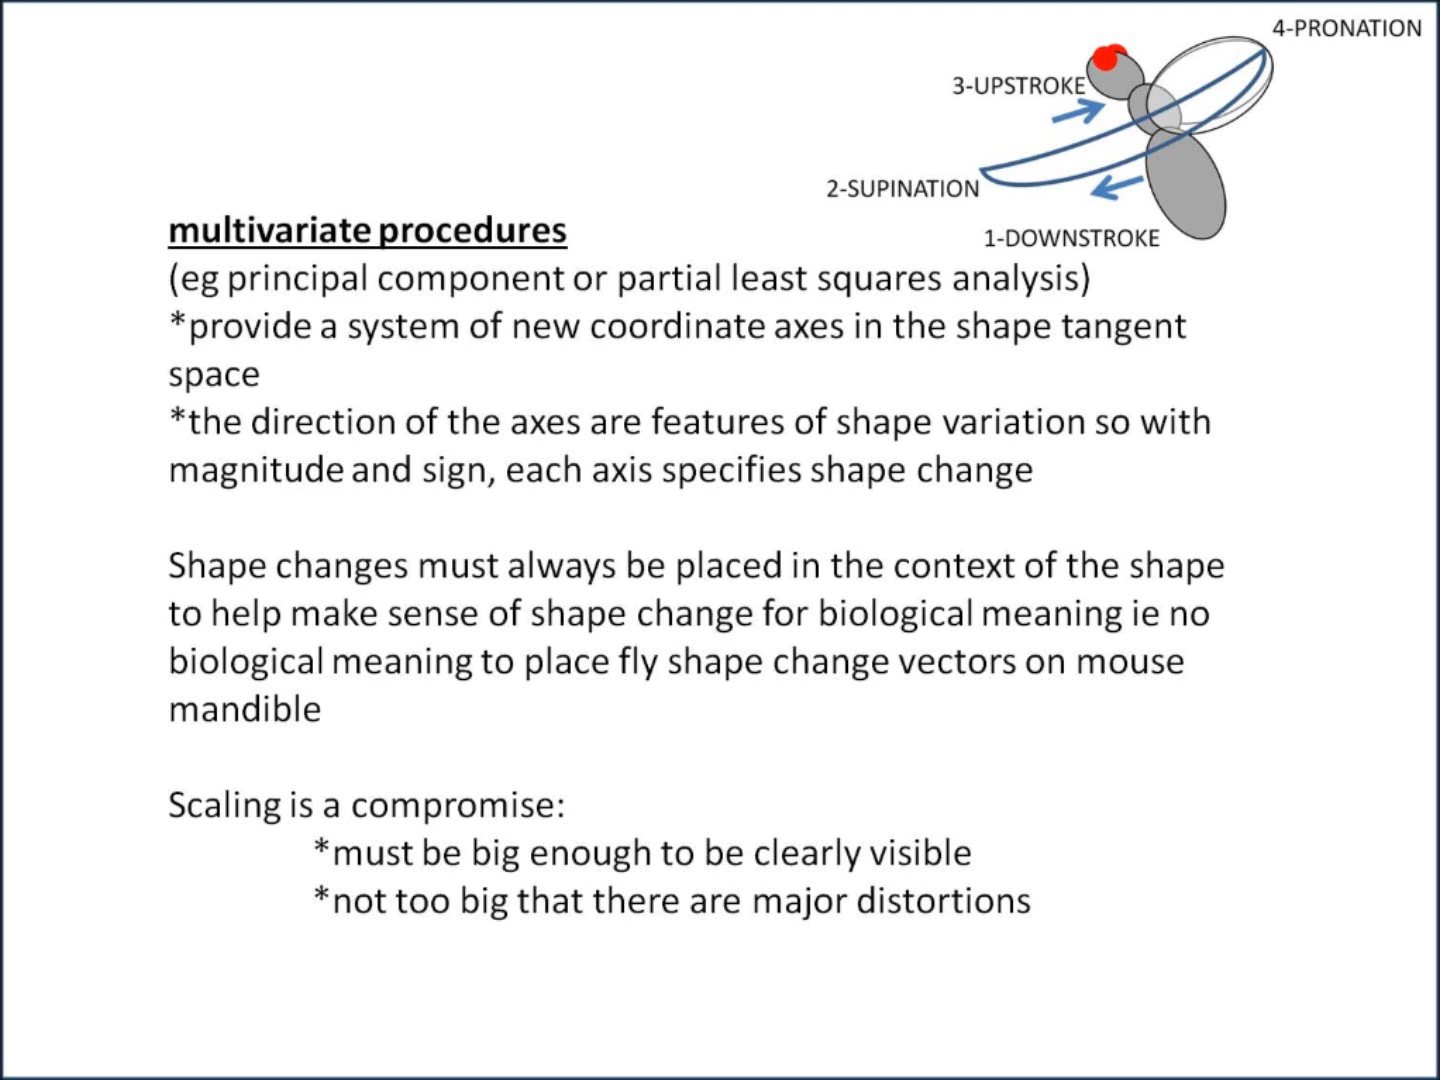 4-PRONATION
3-UPSTROKE
2-SUPINATION
1-DOWNSTROKE
multivariate procedures
(eg principal component or partial least squares analysis)
*provide a system of new coordinate axes in the shape tangent
space
*the direction of the axes are features of shape variation so with
magnitude and sign, each axis specifies shape change
Shape changes must always be placed in the context of the shape
to help make sense of shape change for biological meaning ie no
biological meaning to place fly shape change vectors on mouse
mandible
Scaling is a compromise:
*must be big enough to be clearly visible
*not too big that there are major distortions